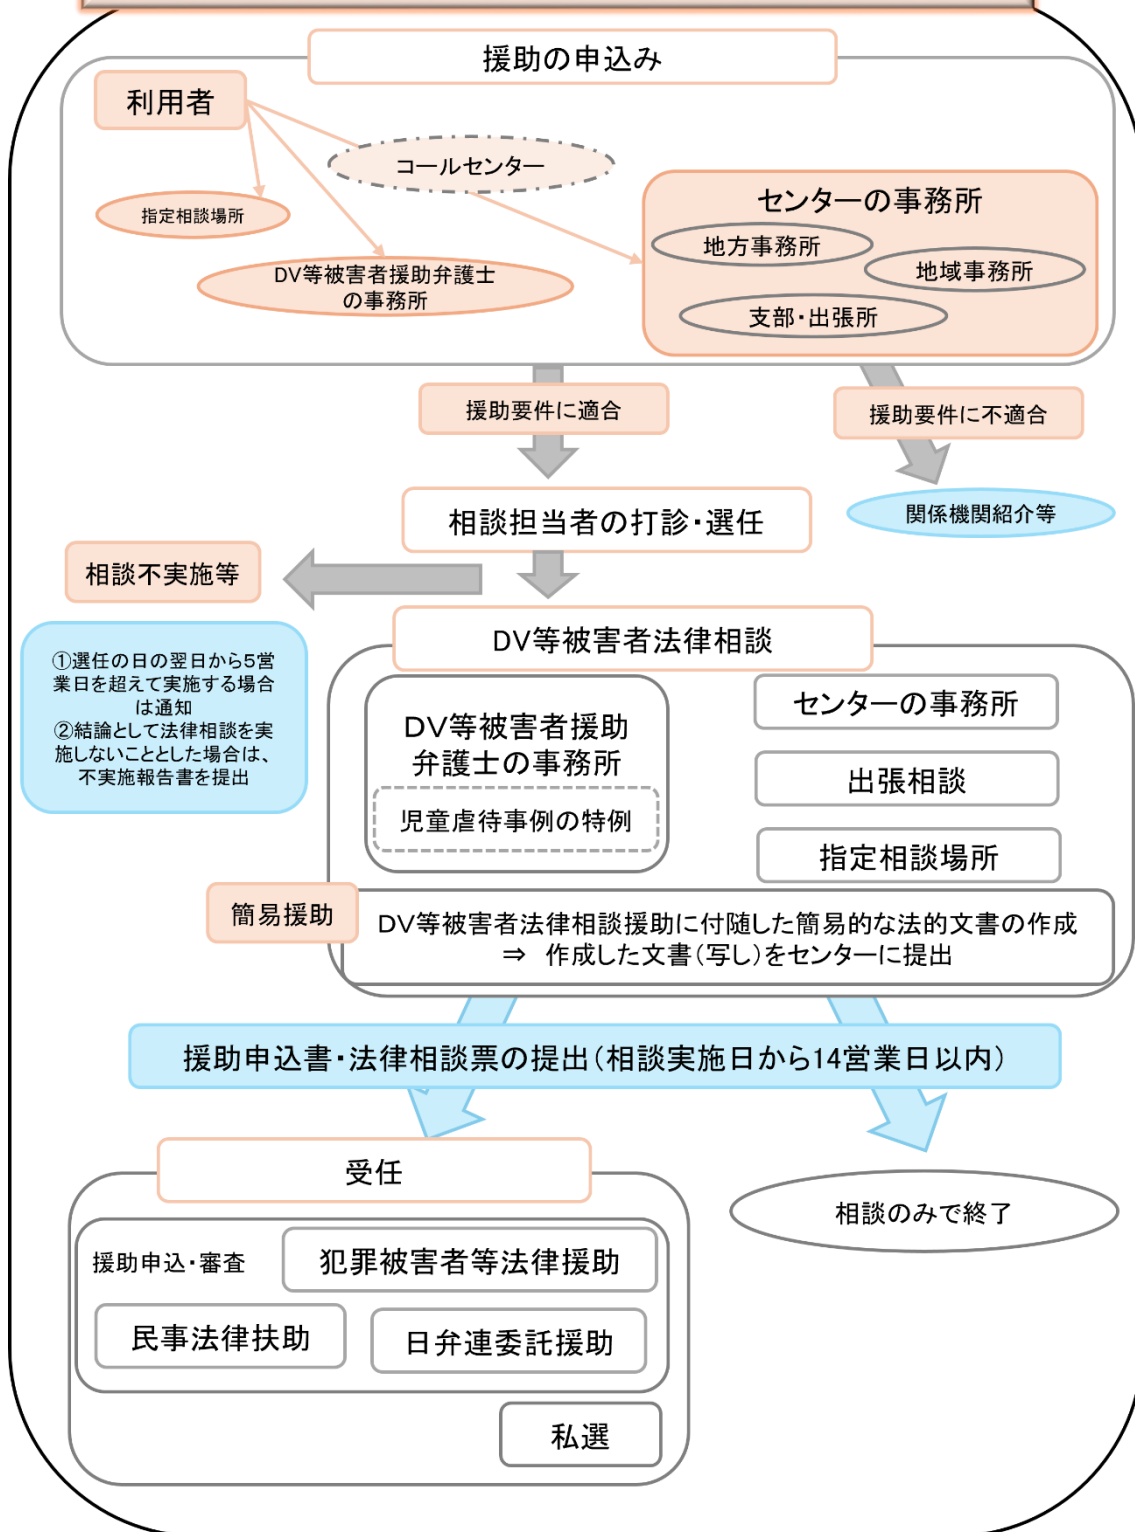 援助の申込み
利用者
コールセンター
指定相談場所
DV等被害者援助弁護士
の事務所
センターの事務所
地方事務所
地域事務所
支部・出張所
援助要件に適合
援助要件に不適合
相談担当者の打診・選任
関係機関紹介等
相談不実施等
①選任の日の翌日から5営
業日を超えて実施する場合
は通知
②結論として法律相談を実
施しないこととした場合は、
不実施報告書を提出
DV等被害者法律相談
DV等被害者援助
弁護士の事務所
児童虐待事例の特例
センターの事務所
出張相談
指定相談場所
簡易援助
DV等被害者法律相談援助に付随した簡易的な法的文書の作成
⇒ 作成した文書(写し)をセンターに提出
援助申込書・法律相談票の提出(相談実施日から14営業日以内)
受任
援助申込・審査
犯罪被害者等法律援助
民事法律扶助
日弁連委託援助
私選
相談のみで終了